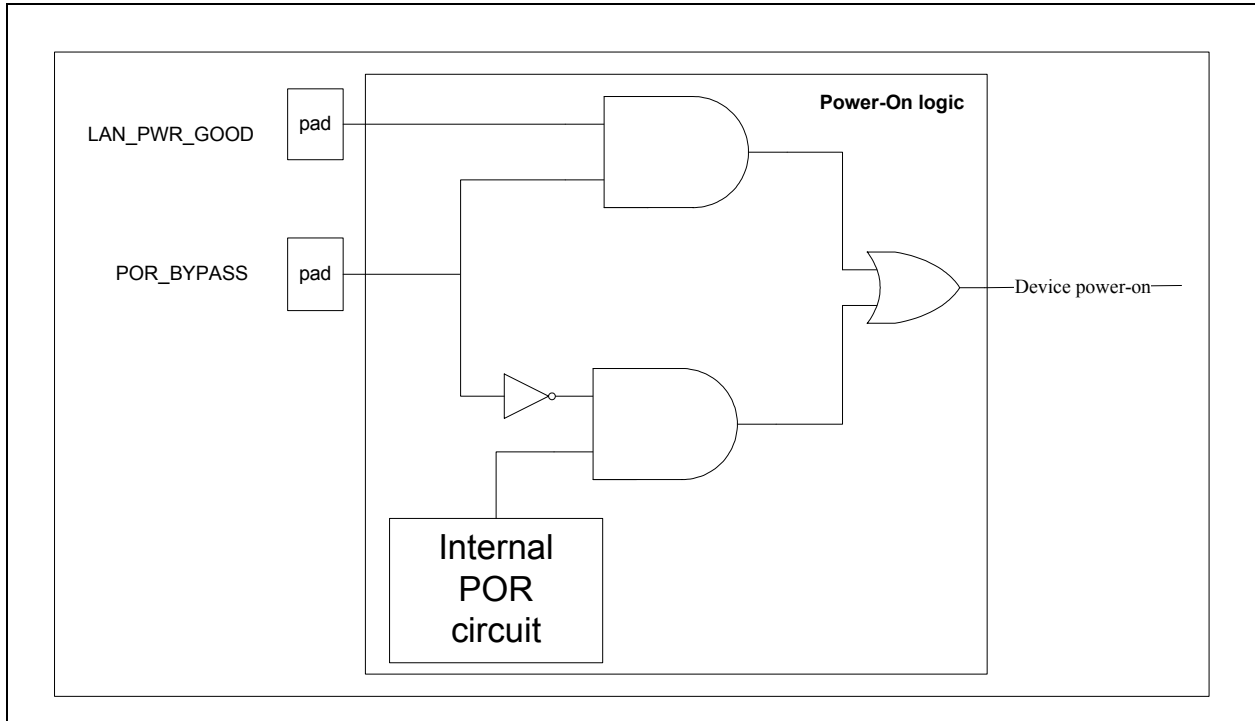 Power-On logic
LAN_PWR_GOOD
pad
POR_BYPASS
pad
Device power-on
Internal
POR
circuit